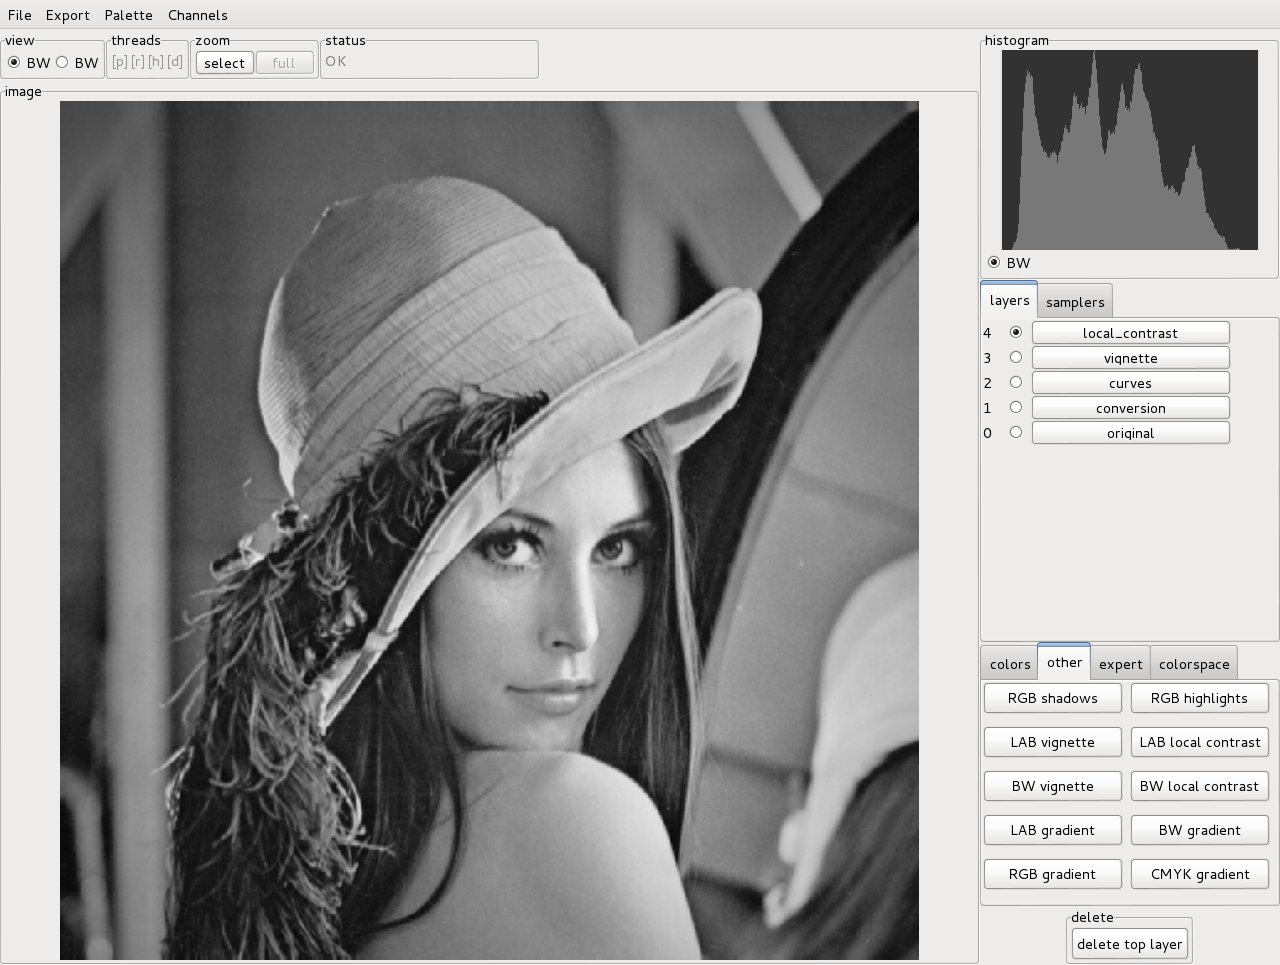 File Export Palette Channels
view threads zoom status
BW BW [p] [r] [h] [d] select full OK
image
histogram
BW
layers samplers
4 local_contrast
3 vignette
2 curves
1 conversion
0 original
colors other expert colorspace
RGB shadows RGB highlights
LAB vignette LAB local contrast
BW vignette BW local contrast
LAB gradient BW gradient
RGB gradient CMYK gradient
delete
delete top layer